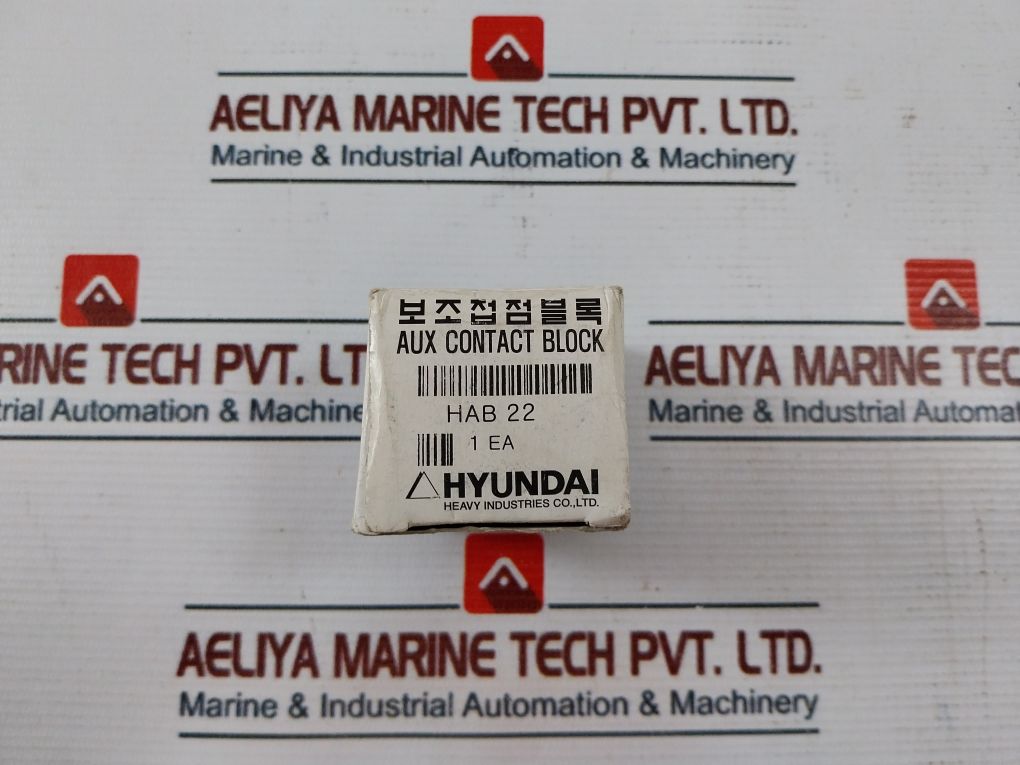 AELIYA MARINE TECH PVT. LTD.
Marine & Industrial Automation & Machinery
RINE TECH PVT. LT
trial Automation & Machine
AELIYA MARINE TEC
Marine & Industrial Automat
보조접점블록
AUX CONTACT BLOCK
HAB 22
1 EA
HYUNDAI
HEAVY INDUSTRIES CO.,LTD.
AELIYA MARINE TECH PVT. LTD.
Marine & Industrial Automation & Machinery